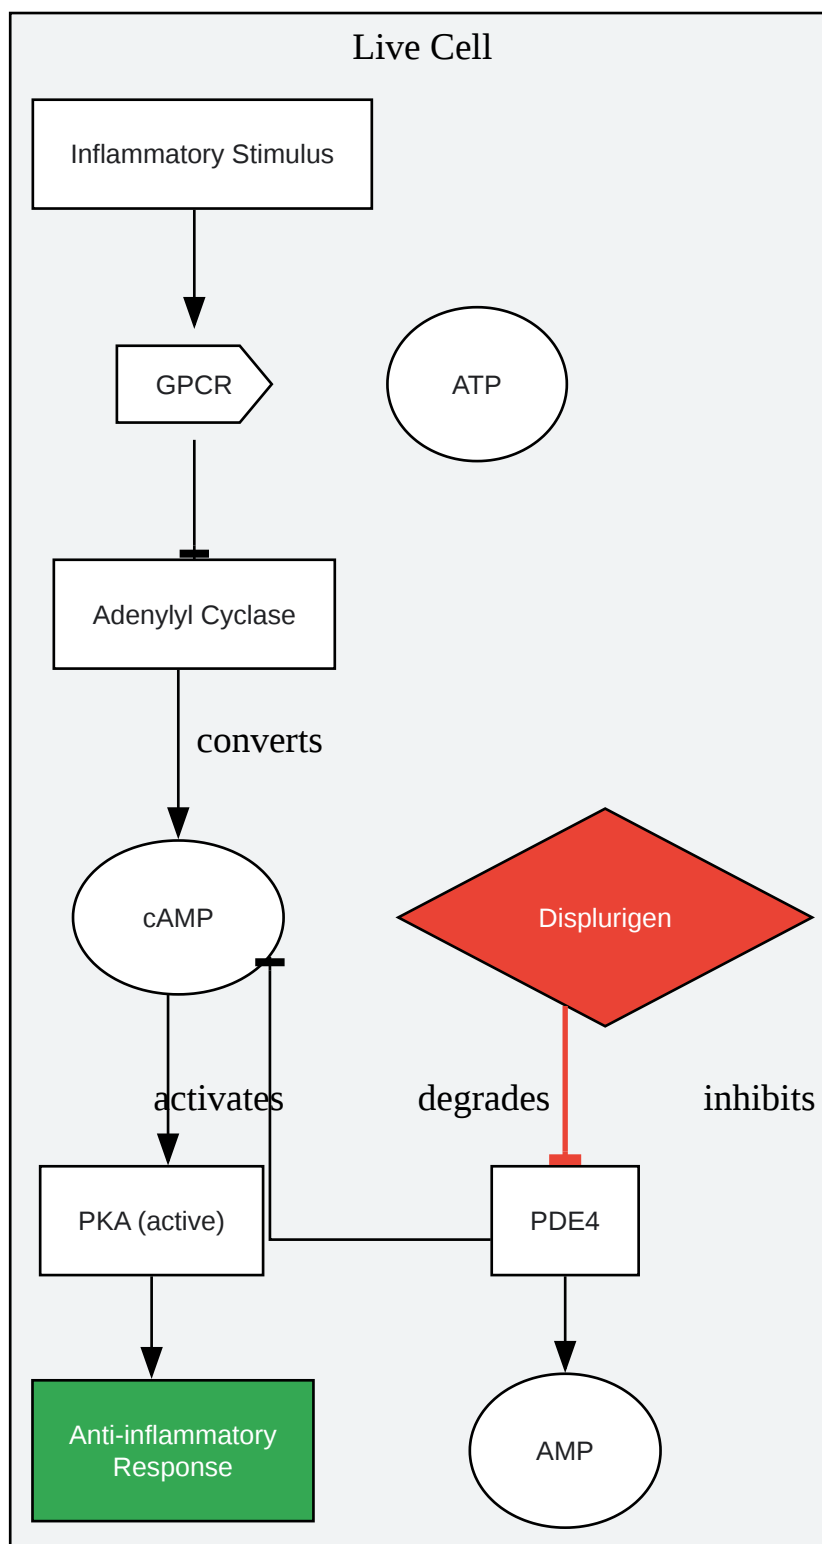 Live Cell
Inflammatory Stimulus
GPCR
ATP
Adenylyl Cyclase
converts
cAMP
Displurigen
activates
degrades
inhibits
PKA (active)
PDE4
Anti-inflammatory
Response
AMP